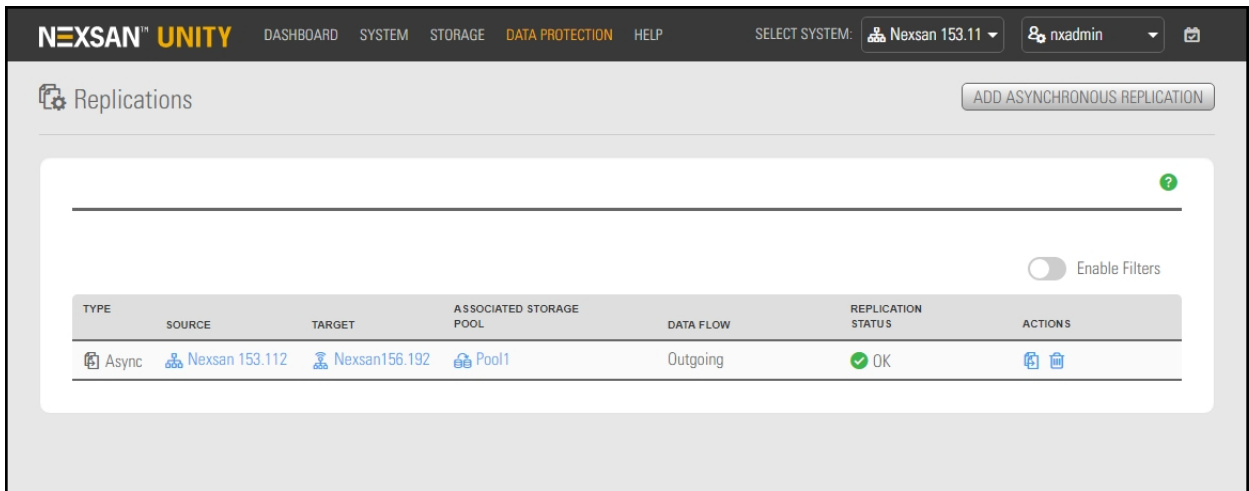 NEXSAN™ UNITY DASHBOARD SYSTEM STORAGE DATA PROTECTION HELP SELECT SYSTEM: Nexsan 153.11 nxadmin
Replications ADD ASYNCHRONOUS REPLICATION
?
Enable Filters
TYPE SOURCE TARGET ASSOCIATED STORAGE POOL DATA FLOW REPLICATION STATUS ACTIONS
Async Nexsan 153.112 Nexsan156.192 Pool1 Outgoing OK